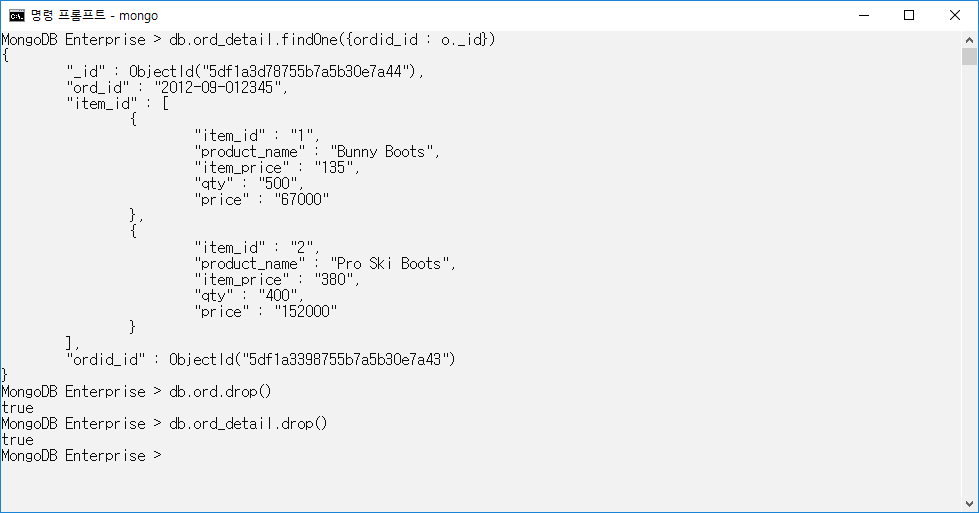 명령 프롬프트 - mongo
MongoDB Enterprise > db.ord_detail.findOne({ordid_id : o._id})
{
        "_id" : ObjectId("5df1a3d78755b7a5b30e7a44"),
        "ord_id" : "2012-09-012345",
        "item_id" : [
                {
                        "item_id" : "1",
                        "product_name" : "Bunny Boots",
                        "item_price" : "135",
                        "qty" : "500",
                        "price" : "67000"
                },
                {
                        "item_id" : "2",
                        "product_name" : "Pro Ski Boots",
                        "item_price" : "380",
                        "qty" : "400",
                        "price" : "152000"
                }
        ],
        "ordid_id" : ObjectId("5df1a3398755b7a5b30e7a43")
}
MongoDB Enterprise > db.ord.drop()
true
MongoDB Enterprise > db.ord_detail.drop()
true
MongoDB Enterprise >